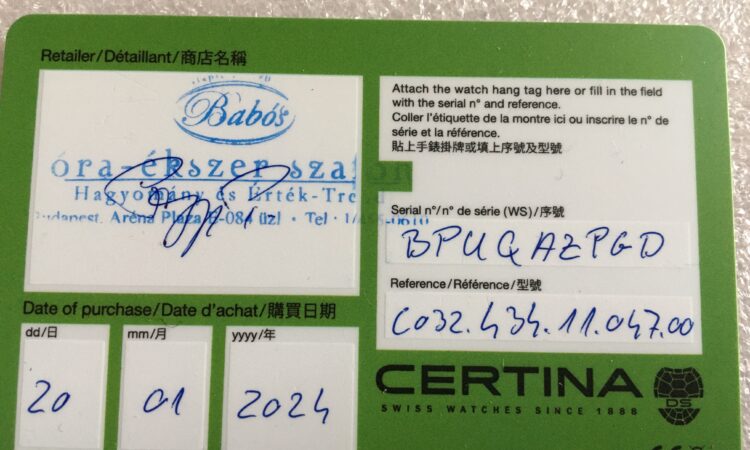 Retailer/Détaillant/商店名稱
Babós
óra-ékszer szalon
Hagyomány és Érték-Trend
Budapest, Aréna Plaza
üzl • Tel
Date of purchase/Date d'achat/購買日期
dd/日 mm/月 yyyy/年
20 01 2024
Attach the watch hang tag here or fill in the field
with the serial n° and reference.
Coller l'étiquette de la montre ici ou inscrire le n° de
série et la référence.
貼上手錶掛牌或填上序號及型號
Serial n°/n° de série (WS)/序號
BPUQAZPGD
Reference/Référence/型號
C032.434.11.047.00
CERTINA
DS
SWISS WATCHES SINCE 1888